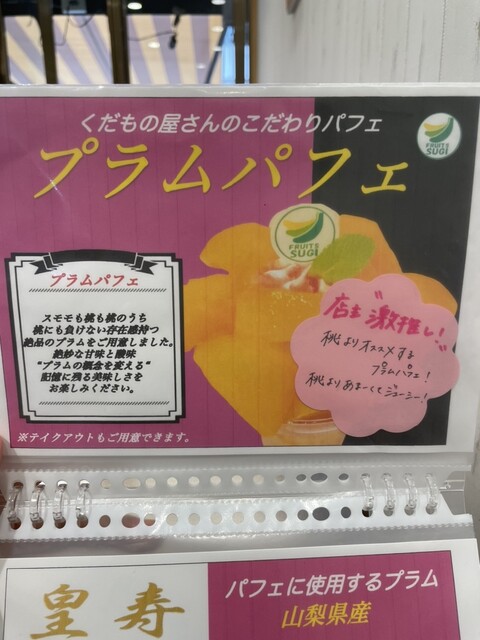 くだもの屋さんのこだわりパフェ
プラムパフェ
FRUITS
SUGI
FRUITS
SUGI
プラムパフェ
スモモも桃も桃のうち
桃にも負けない存在感持つ
絶品のプラムをご用意しました。
絶妙な甘味と酸味
"プラムの概念を変える"
記憶に残る美味しさを
お楽しみください。
店主激推し!
桃よりオススメする
プラムパフェ!
桃よりあまーくてジューシー!
※テイクアウトもご用意できます。
皇寿
パフェに使用するプラム
山梨県産